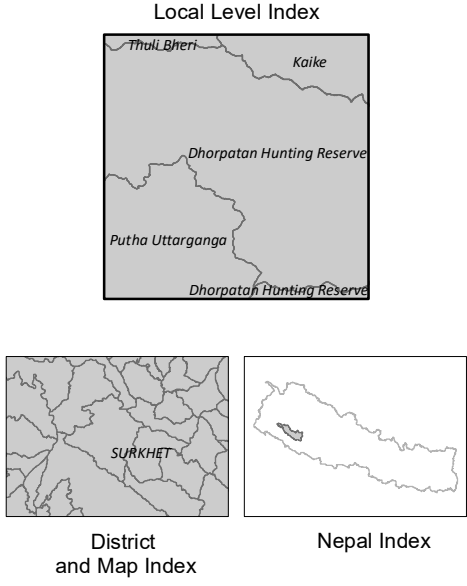 Local Level Index
Thuli Bheri
Kaike
Dhorpatan Hunting Reserve
Putha Uttarganga
Dhorpatan Hunting Reserve
SURKHET
District
and Map Index
Nepal Index